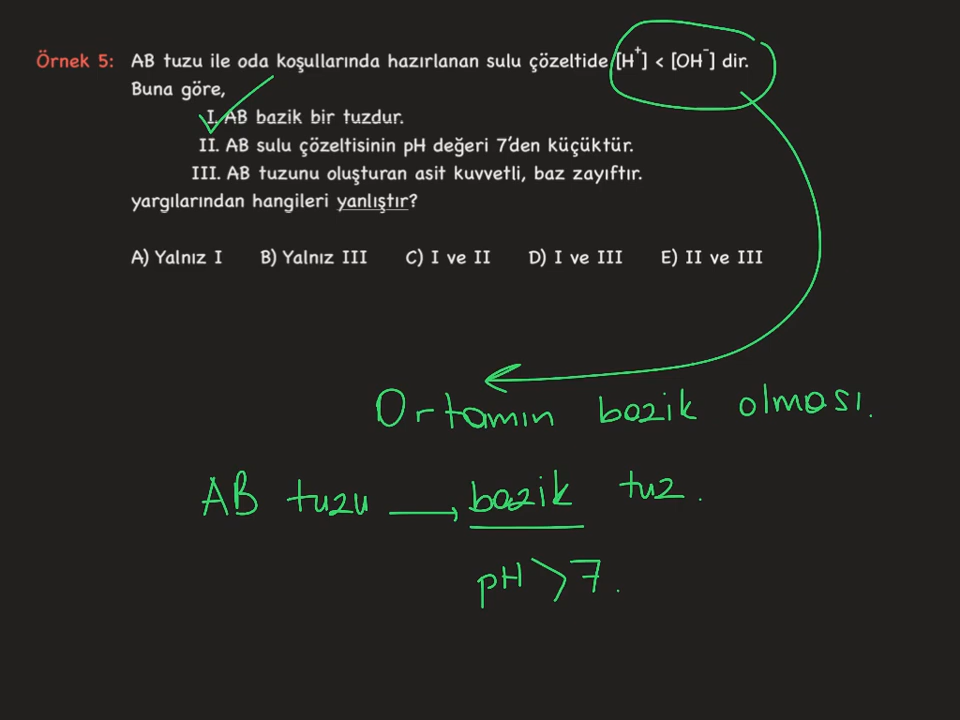 Örnek 5: AB tuzu ile oda koşullarında hazırlanan sulu çözeltide [H⁺] < [OH⁻] dir.
Buna göre,
I. AB bazik bir tuzdur.
II. AB sulu çözeltisinin pH değeri 7'den küçüktür.
III. AB tuzunu oluşturan asit kuvvetli, baz zayıftır.
yargılarından hangileri yanlıştır?
A) Yalnız I B) Yalnız III C) I ve II D) I ve III E) II ve III
Ortamın bazik olması.
AB tuzu → bazik tuz.
pH > 7.